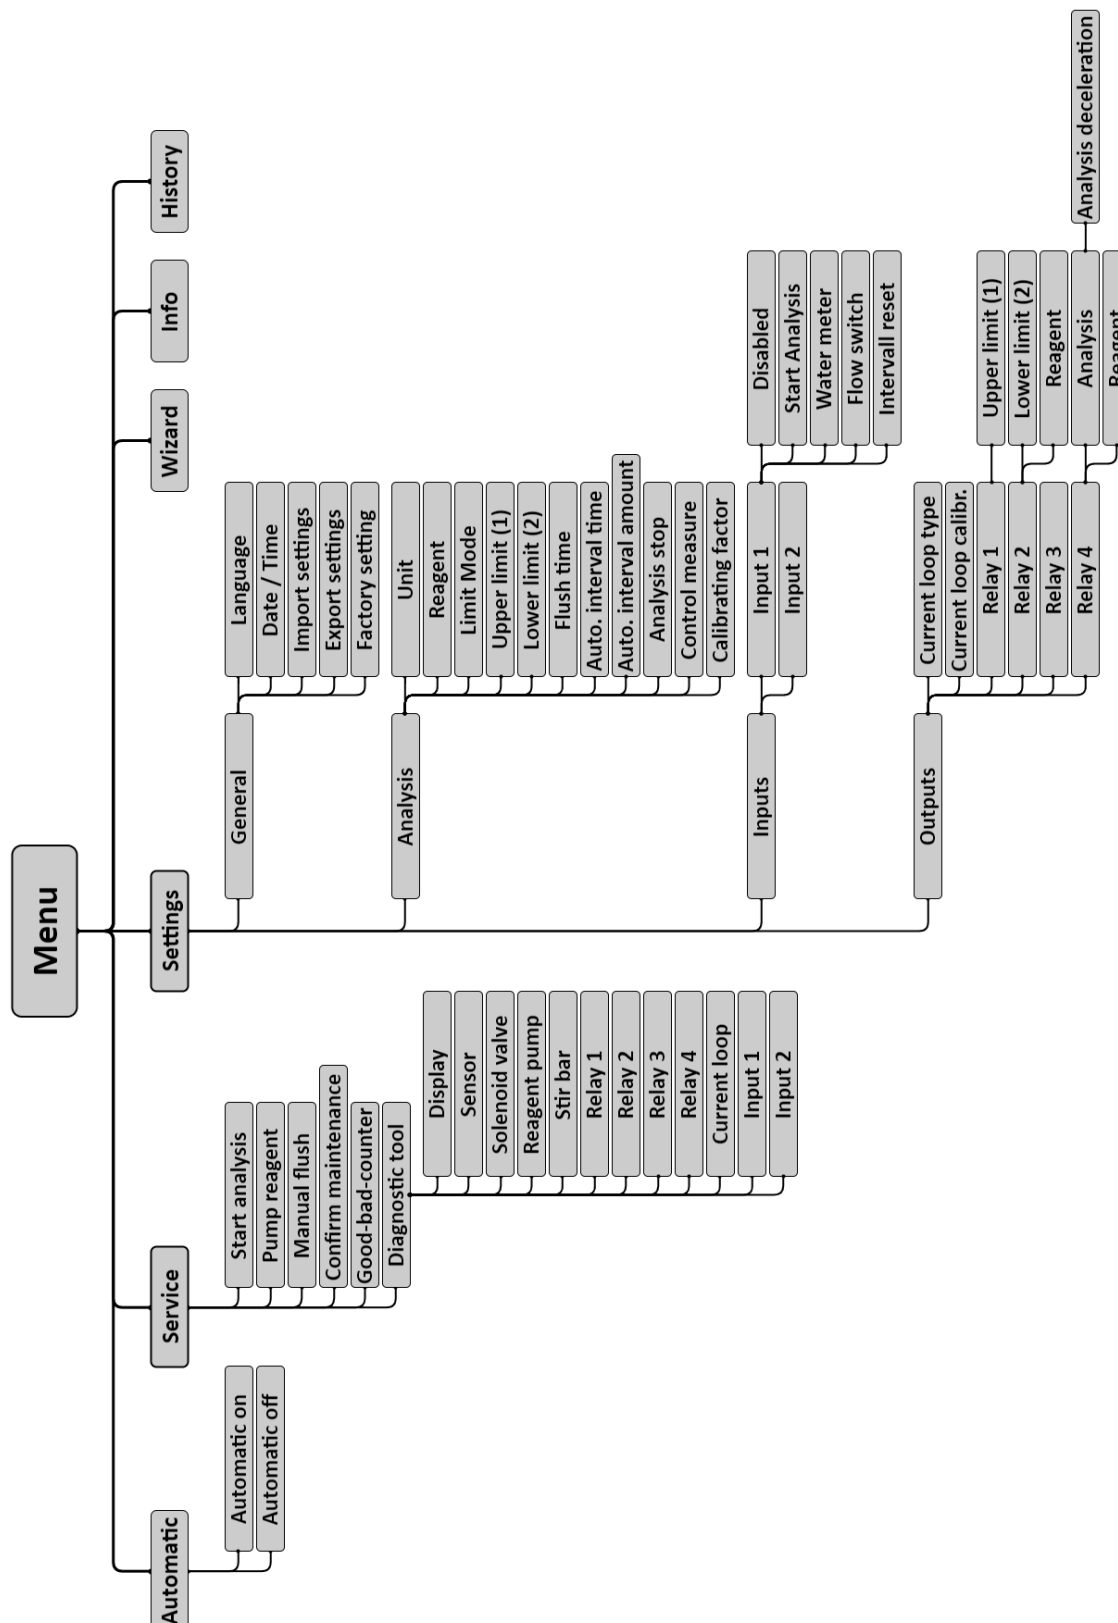 Menu
Automatic
Service
Settings
Wizard
Info
History
Automatic on
Automatic off
Start analysis
Pump reagent
Manual flush
Confirm maintenance
Good-bad-counter
Diagnostic tool
Display
Sensor
Solenoid valve
Reagent pump
Stir bar
Relay 1
Relay 2
Relay 3
Relay 4
Current loop
Input 1
Input 2
General
Language
Date / Time
Import settings
Export settings
Factory setting
Analysis
Unit
Reagent
Limit Mode
Upper limit (1)
Lower limit (2)
Flush time
Auto. interval time
Auto. interval amount
Analysis stop
Control measure
Calibrating factor
Inputs
Input 1
Input 2
Disabled
Start Analysis
Water meter
Flow switch
Intervall reset
Outputs
Current loop type
Current loop calibr.
Relay 1
Relay 2
Relay 3
Relay 4
Upper limit (1)
Lower limit (2)
Reagent
Analysis
Reagent
Analysis deceleration